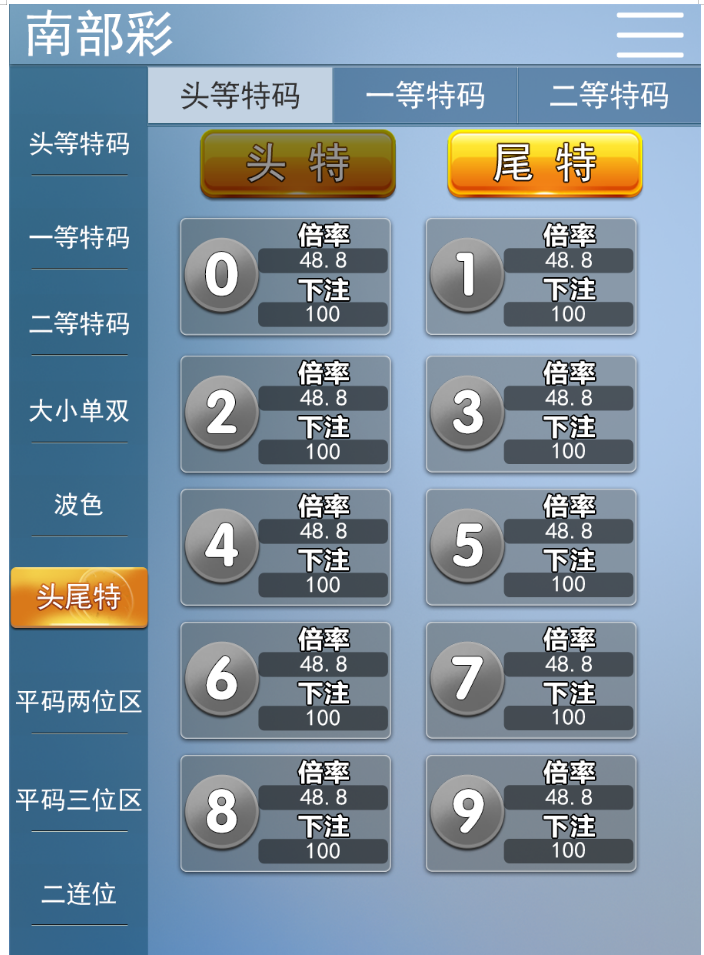 南部彩
头等特码 一等特码 二等特码
头等特码
一等特码
二等特码
大小单双
波色
头尾特
平码两位区
平码三位区
二连位
头 特 尾 特
0 倍率 48.8 下注 100
1 倍率 48.8 下注 100
2 倍率 48.8 下注 100
3 倍率 48.8 下注 100
4 倍率 48.8 下注 100
5 倍率 48.8 下注 100
6 倍率 48.8 下注 100
7 倍率 48.8 下注 100
8 倍率 48.8 下注 100
9 倍率 48.8 下注 100